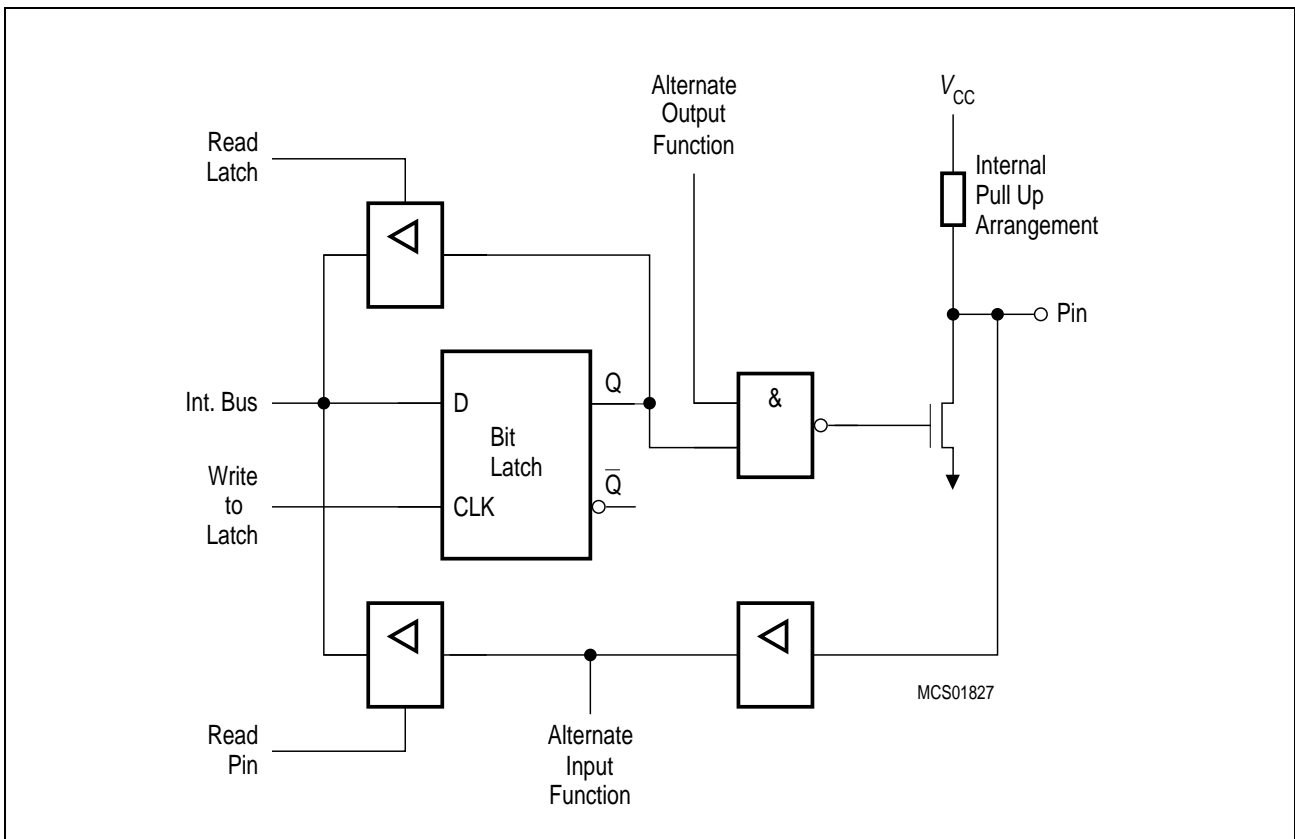 Alternate
Output
Function
V
CC
Read
Latch
Internal
Pull Up
Arrangement
Pin
Int. Bus
D
Q
&
Bit
Latch
Write
to
Latch
CLK
Q̅
MCS01827
Read
Pin
Alternate
Input
Function